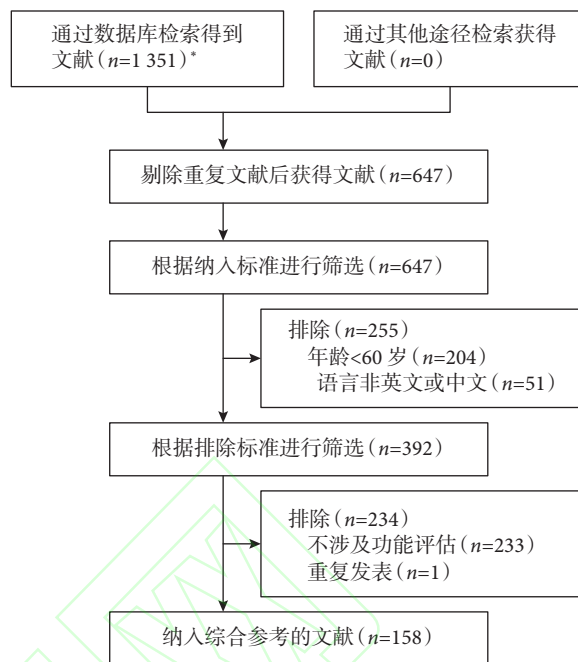 通过数据库检索得到
文献(n=1 351)*
通过其他途径检索获得
文献(n=0)
剔除重复文献后获得文献(n=647)
根据纳入标准进行筛选(n=647)
排除(n=255)
年龄<60 岁(n=204)
语言非英文或中文(n=51)
根据排除标准进行筛选(n=392)
排除(n=234)
不涉及功能评估(n=233)
重复发表(n=1)
纳入综合参考的文献(n=158)